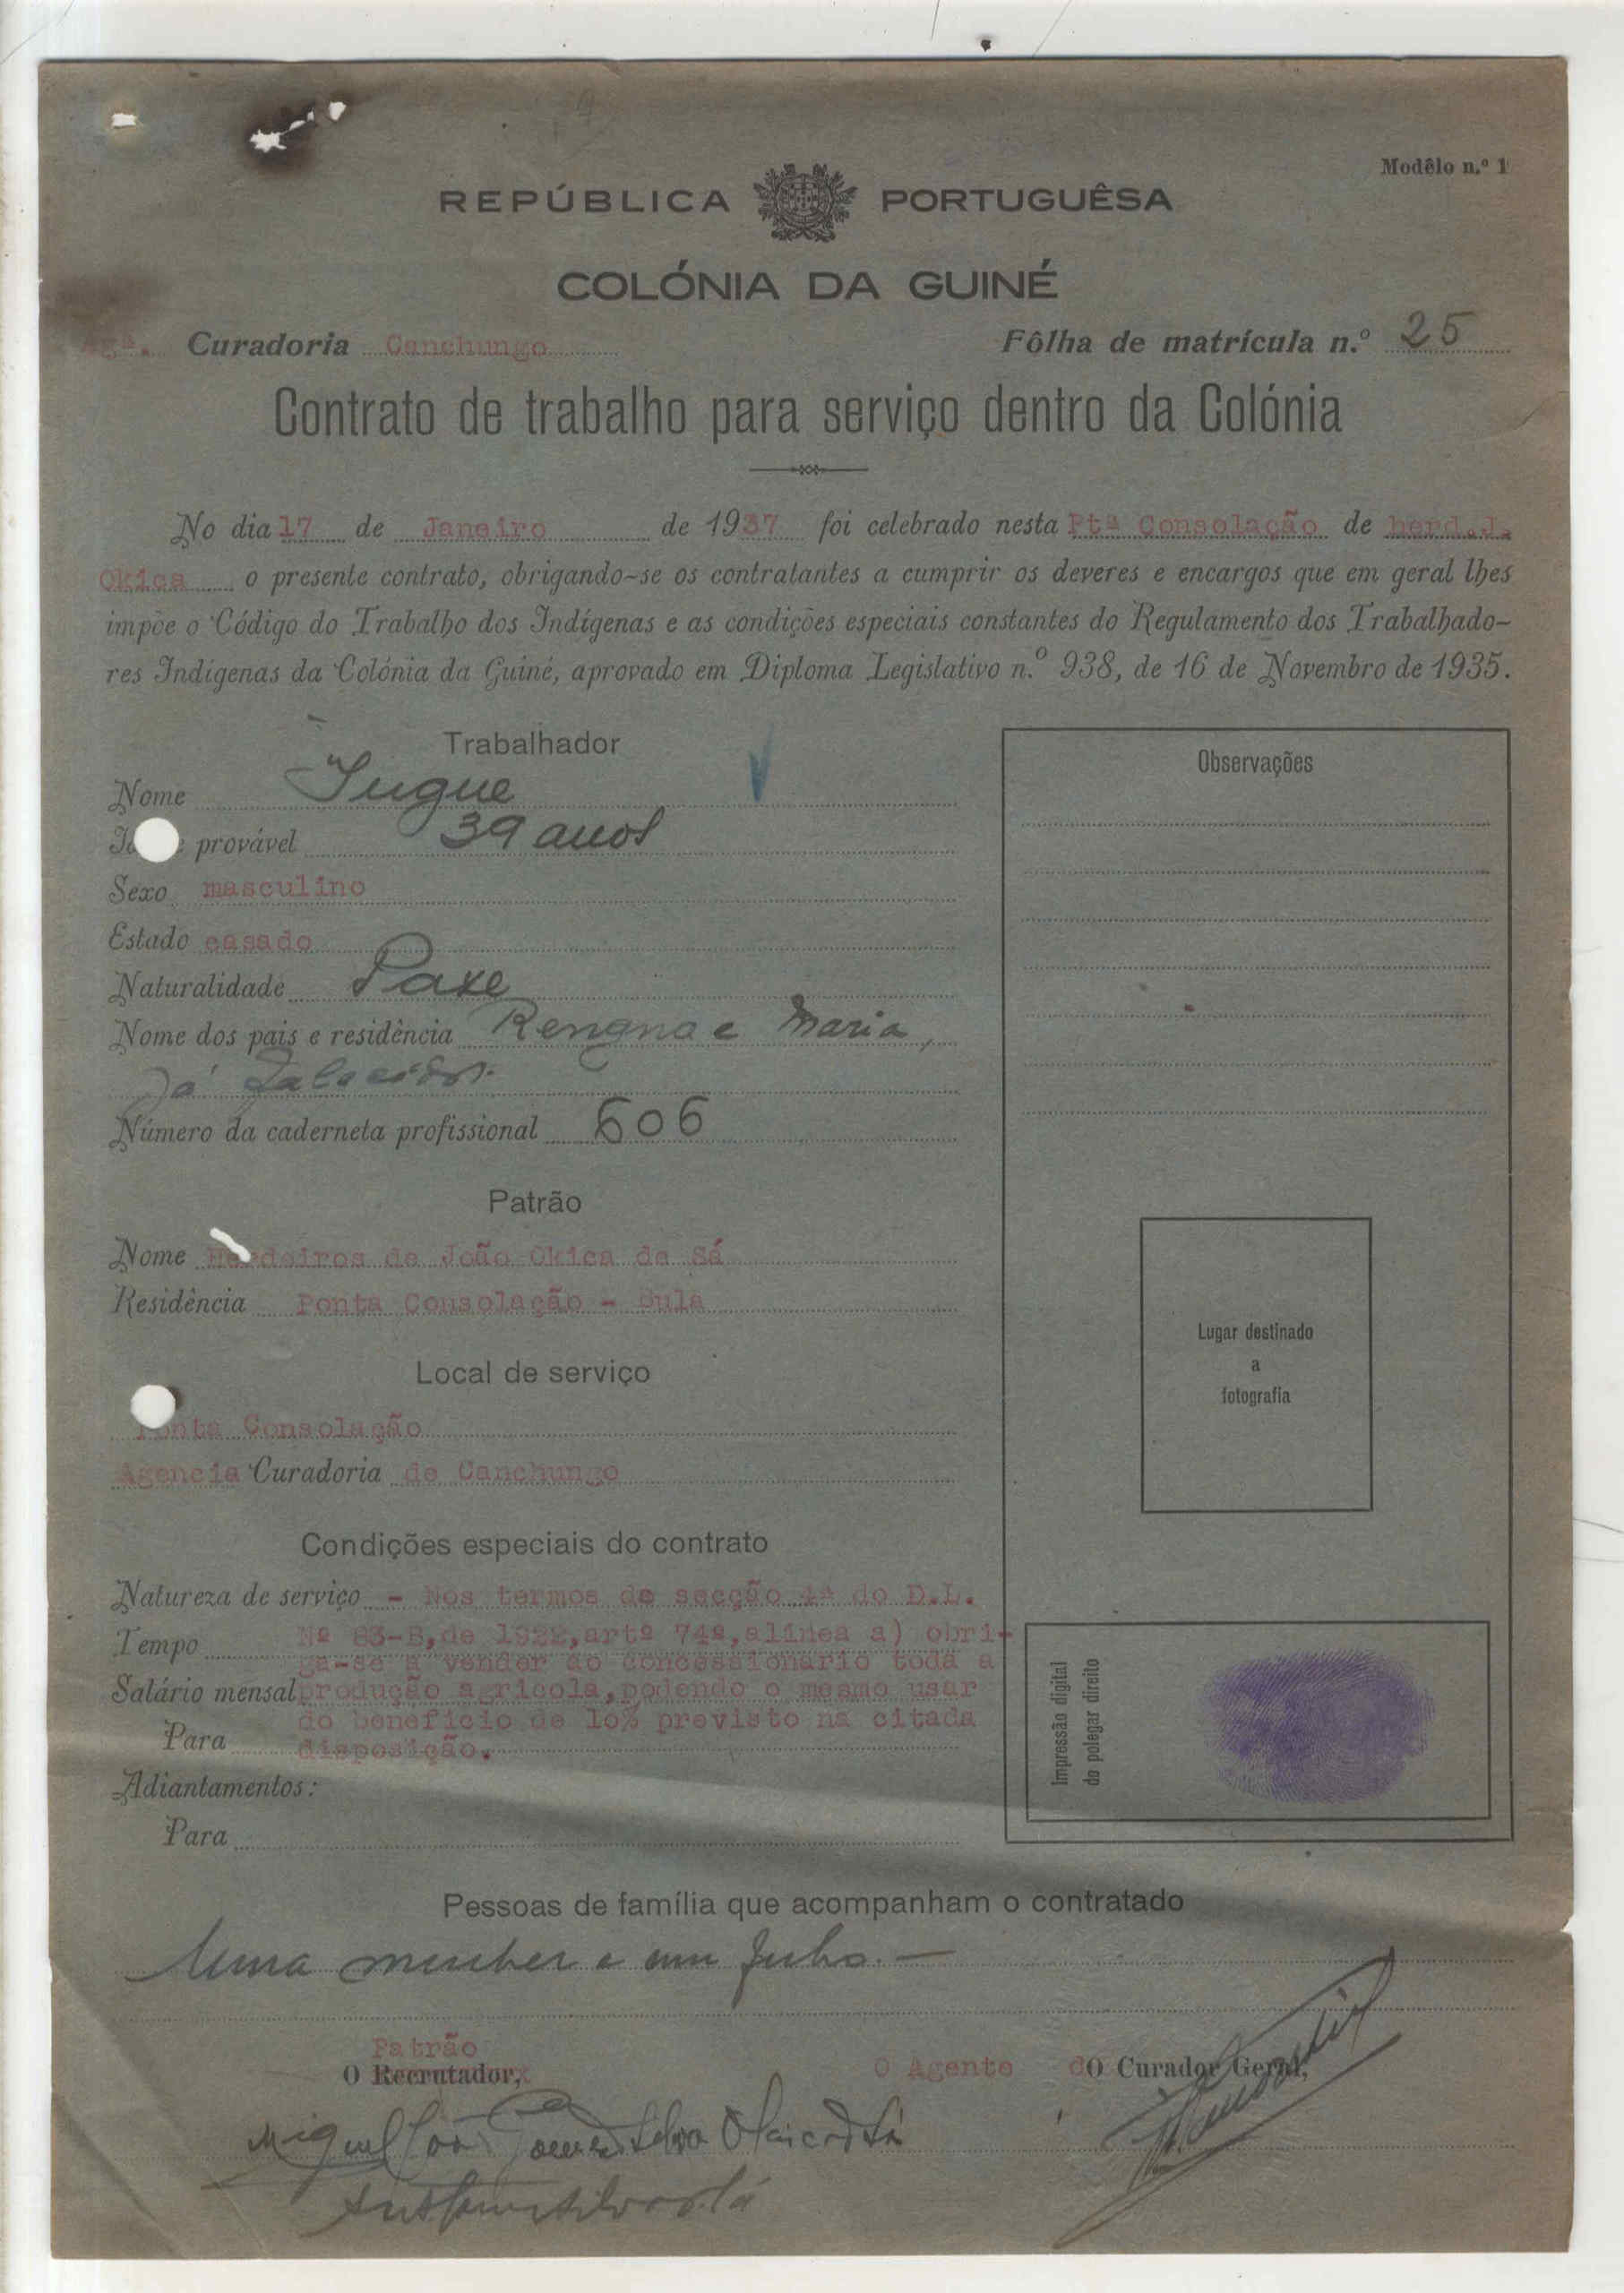 Modêlo n.º 1
REPÚBLICA PORTUGUÊSA
COLÓNIA DA GUINÉ
Agª. Curadoria Canchungo Fôlha de matrícula n.º 25
Contrato de trabalho para serviço dentro da Colónia
No dia 17 de Janeiro de 1937 foi celebrado nesta Ptª Consolação de herd.J.
Okica o presente contrato, obrigando-se os contratantes a cumprir os deveres e encargos que em geral lhes
impõe o Código do Trabalho dos Indígenas e as condições especiais constantes do Regulamento dos Trabalhado-
res Indígenas da Colónia da Guiné, aprovado em Diploma Legislativo n.º 938, de 16 de Novembro de 1935.
Trabalhador
Nome
provável 39 anos
Sexo masculino
Estado casado
Naturalidade
Nome dos pais e residência e Maria,
Já falecidos.
Número da caderneta profissional 606
Patrão
Nome Herdeiros de João Okica de Sá
Residência Ponta Consolação - Bula
Local de serviço
Ponta Consolação
Agencia Curadoria de Canchungo
Condições especiais do contrato
Natureza de serviço - Nos termos da secção 4ª do D.L.
Tempo Nº 83-B, de 1922, artº 74º, alínea a) obri-
ga-se a vender ao concessionario toda a
Salário mensal produção agricola, podendo o mesmo usar
do beneficio de 10% previsto na citada
Para disposição.
Adiantamentos:
Para
Observações
Lugar destinado
a
fotografia
Impressão digital
do polegar direito
Pessoas de família que acompanham o contratado
Uma mulher e um filho. —
Patrão
O Recrutador, O Agente do O Curador Geral,
Miguel